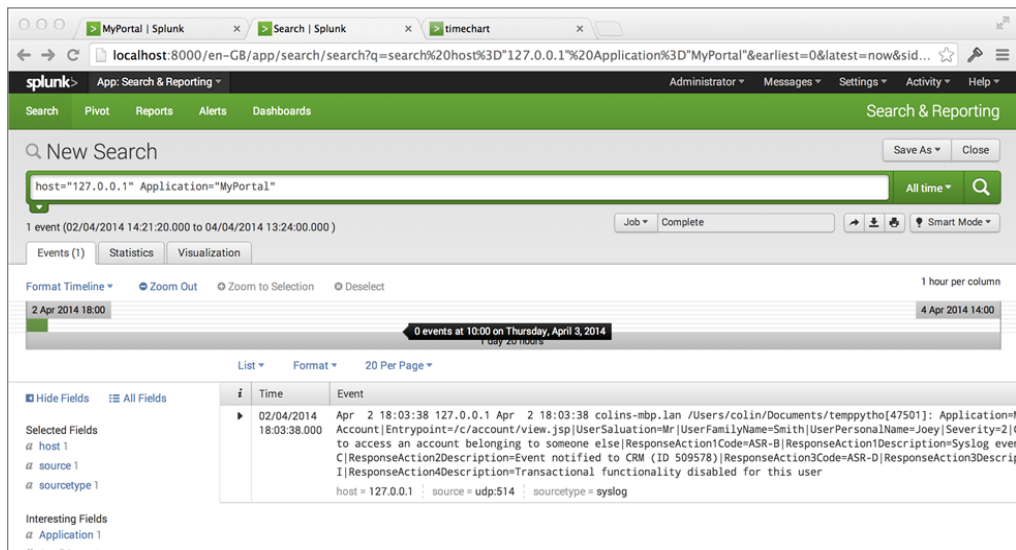 MyPortal | Splunk
Search | Splunk
timechart
localhost:8000/en-GB/app/search/search?q=search%20host%3D"127.0.0.1"%20Application%3D"MyPortal"&earliest=0&latest=now&sid...
splunk> App: Search & Reporting Administrator Messages Settings Activity Help
Search Pivot Reports Alerts Dashboards Search & Reporting
New Search Save As Close
host="127.0.0.1" Application="MyPortal" All time
1 event (02/04/2014 14:21:20.000 to 04/04/2014 13:24:00.000 ) Job Complete Smart Mode
Events (1) Statistics Visualization
Format Timeline Zoom Out Zoom to Selection Deselect 1 hour per column
2 Apr 2014 18:00 4 Apr 2014 14:00
0 events at 10:00 on Thursday, April 3, 2014
1 day 20 hours
List Format 20 Per Page
Hide Fields All Fields
i Time Event
Selected Fields
a host 1
a source 1
a sourcetype 1
Interesting Fields
a Application 1
02/04/2014
18:03:38.000
Apr 2 18:03:38 127.0.0.1 Apr 2 18:03:38 colins-mbp.lan /Users/colin/Documents/temppytho[47501]: Application=M
Account|Entrypoint=/c/account/view.jsp|UserSaluation=Mr|UserFamilyName=Smith|UserPersonalName=Joey|Severity=2|
to access an account belonging to someone else|ResponseAction1Code=ASR-B|ResponseAction1Description=Syslog even
C|ResponseAction2Description=Event notified to CRM (ID 509578)|ResponseAction3Code=ASR-D|ResponseAction3Descrip
I|ResponseAction4Description=Transactional functionality disabled for this user
host = 127.0.0.1 source = udp:514 sourcetype = syslog